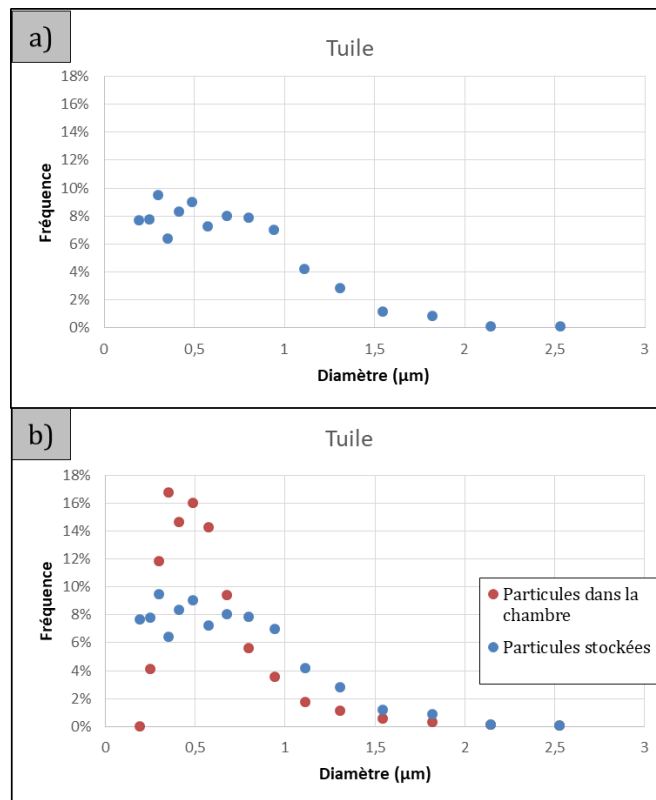 a)
Tuile
18%
16%
14%
12%
10%
8%
6%
4%
2%
0%
Fréquence
0 0,5 1 1,5 2 2,5 3
Diamètre (µm)
b)
Tuile
18%
16%
14%
12%
10%
8%
6%
4%
2%
0%
Fréquence
Particules dans la
chambre
Particules stockées
0 0,5 1 1,5 2 2,5 3
Diamètre (µm)